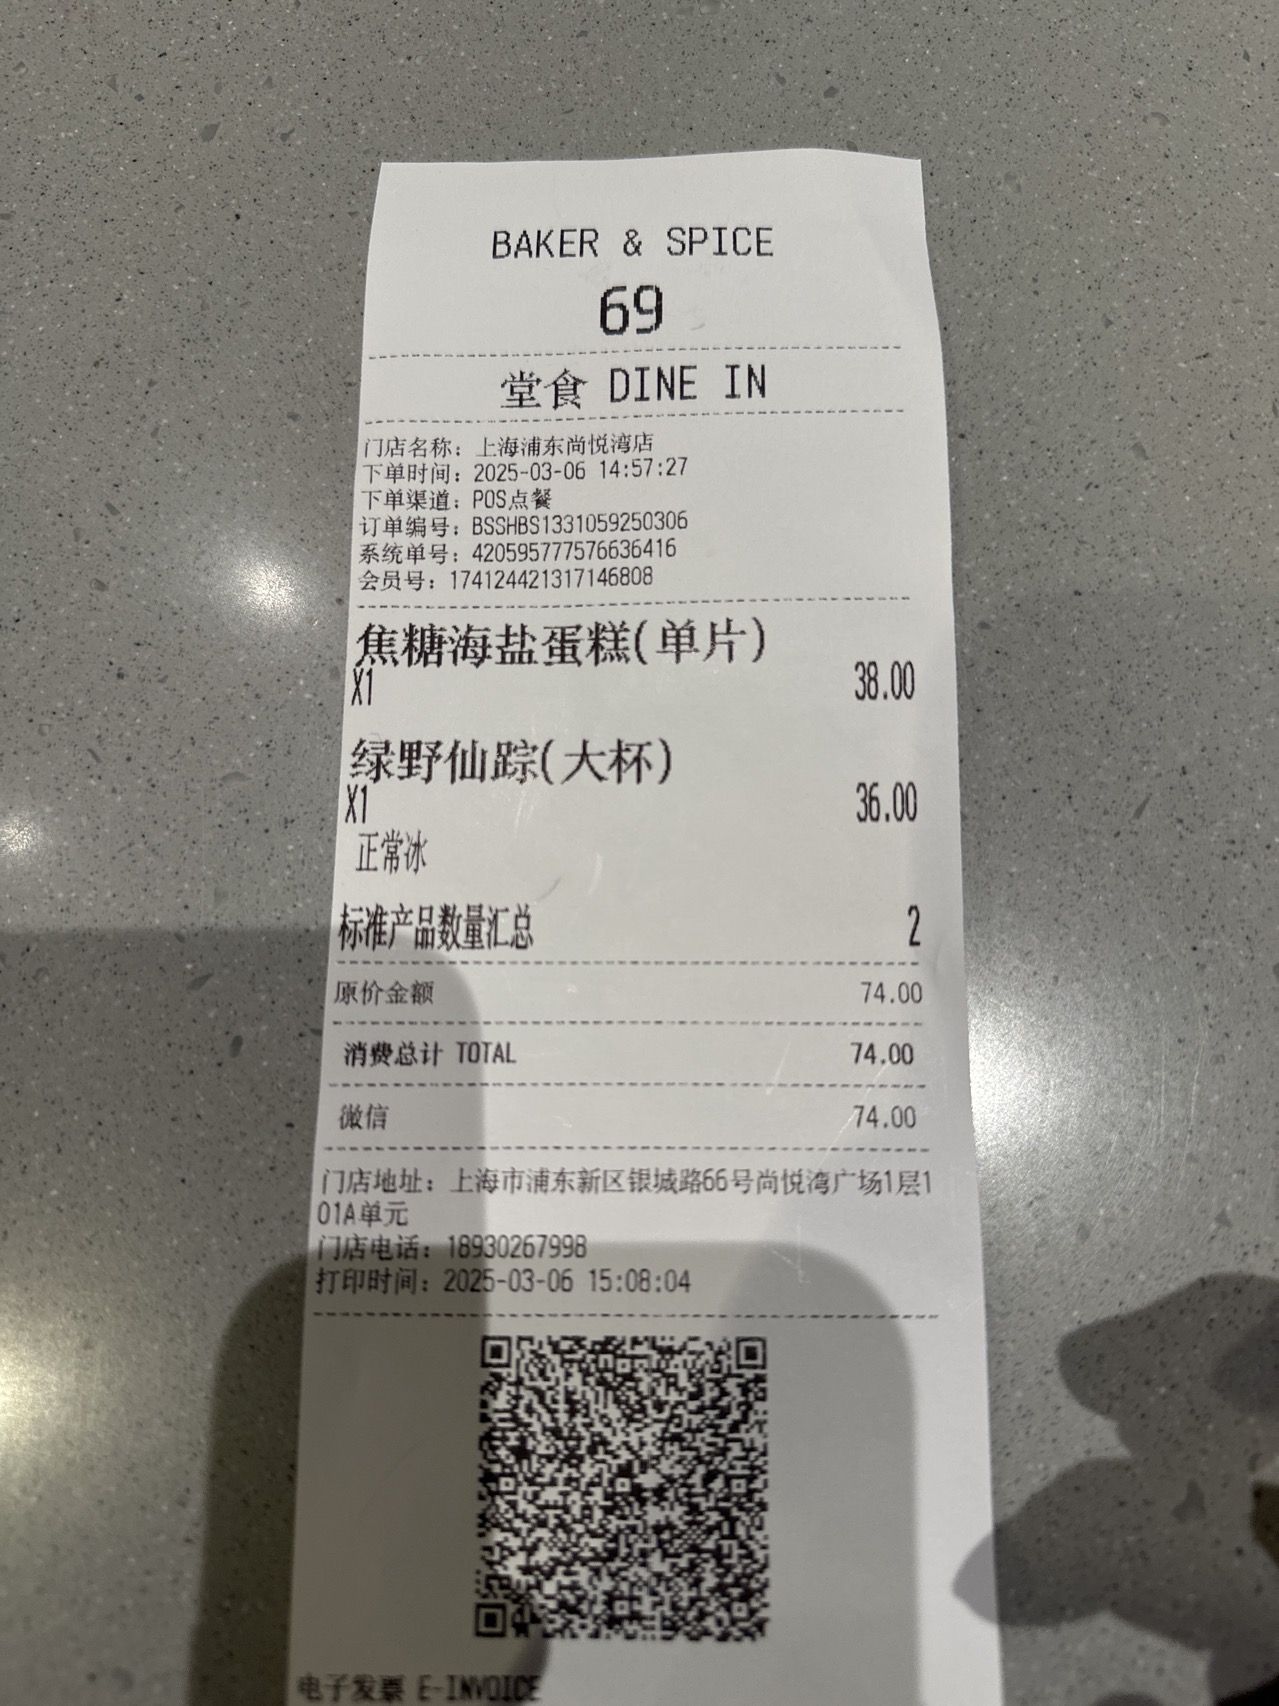 BAKER & SPICE
69
堂食 DINE IN
门店名称：上海浦东尚悦湾店
下单时间：2025-03-06 14:57:27
下单渠道：POS点餐
订单编号：BSSHBS1331059250306
系统单号：420595777576636416
会员号：174124421317146808
焦糖海盐蛋糕(单片)
X1 38.00
绿野仙踪(大杯)
X1 36.00
正常冰
标准产品数量汇总 2
原价金额 74.00
消费总计 TOTAL 74.00
微信 74.00
门店地址：上海市浦东新区银城路66号尚悦湾广场1层1
01A单元
门店电话：18930267998
打印时间：2025-03-06 15:08:04
电子发票 E-INVOICE